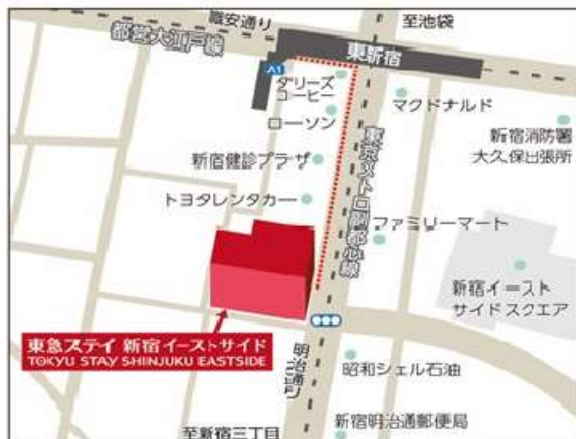 職安通り
至池袋
都営大江戸線
東新宿
A1
タリーズ
コーヒー
マクドナルド
ローソン
新宿消防署
大久保出張所
新宿健診プラザ
東京メトロ副都心線
トヨタレンタカー
ファミリーマート
新宿イースト
サイドスクエア
東急ステイ 新宿イーストサイド
TOKYU STAY SHINJUKU EASTSIDE
明治通り
昭和シェル石油
至新宿三丁目
新宿明治通郵便局